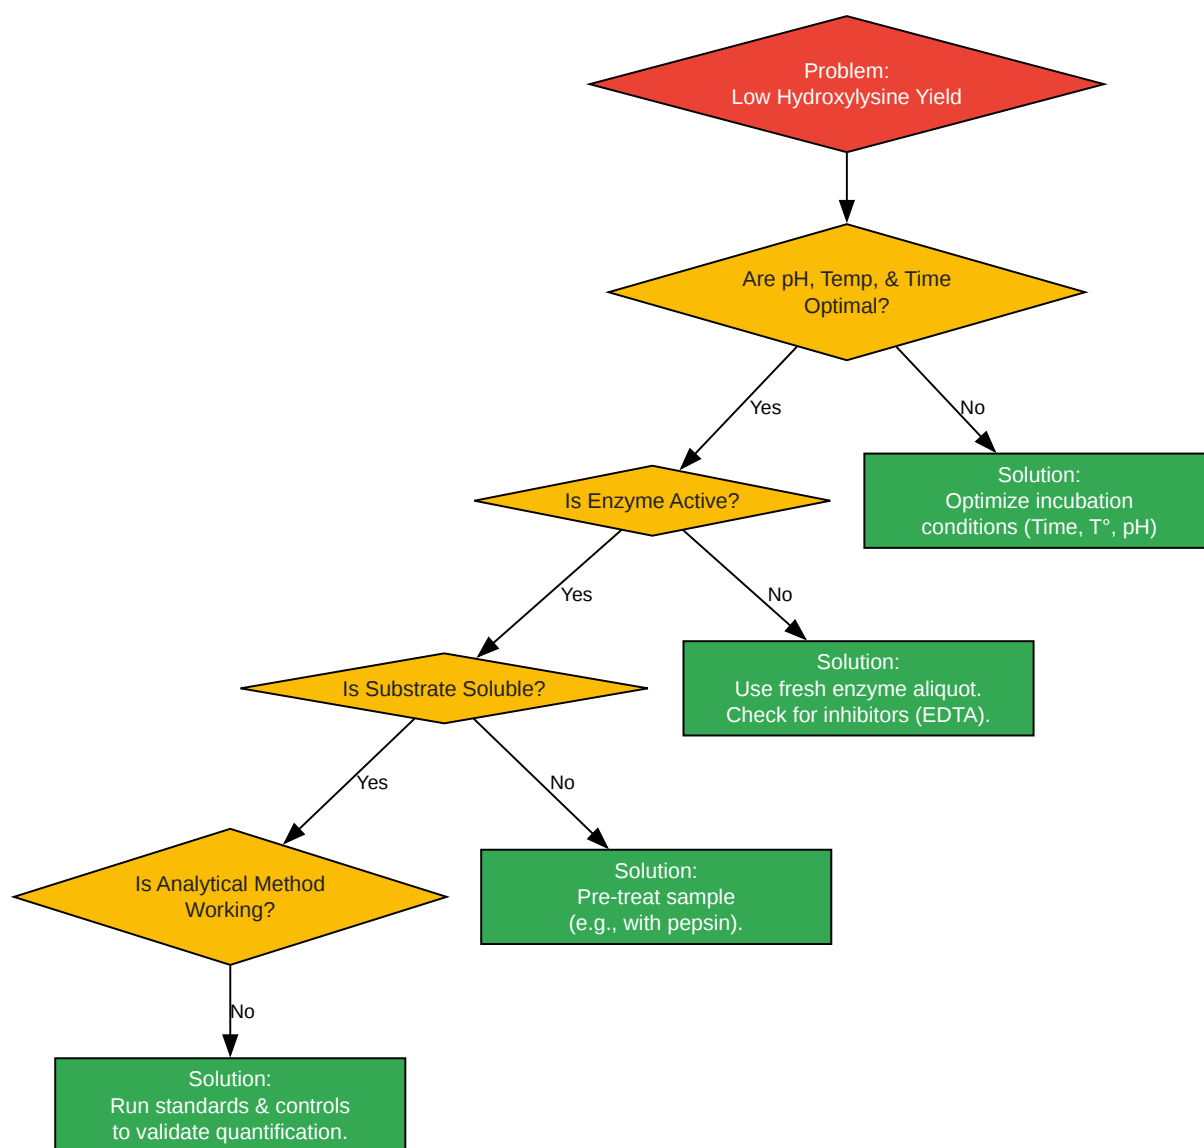 Problem:
Low Hydroxylysine Yield
Are pH, Temp, & Time
Optimal?
Yes
No
Is Enzyme Active?
Solution:
Optimize incubation
conditions (Time, T°, pH)
Yes
No
Is Substrate Soluble?
Solution:
Use fresh enzyme aliquot.
Check for inhibitors (EDTA).
Yes
No
Is Analytical Method
Working?
Solution:
Pre-treat sample
(e.g., with pepsin).
No
Solution:
Run standards & controls
to validate quantification.